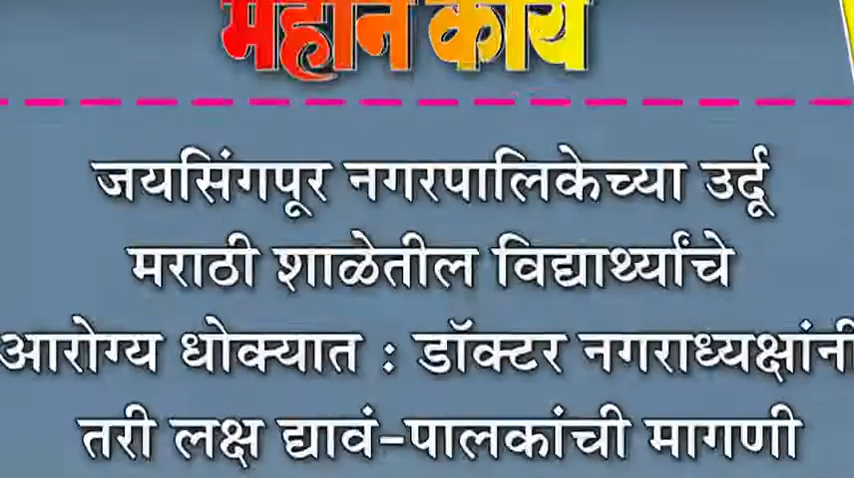 महान कार्य
जयसिंगपूर नगरपालिकेच्या उर्दू
मराठी शाळेतील विद्यार्थ्यांचे
आरोग्य धोक्यात : डॉक्टर नगराध्यक्षांनी
तरी लक्ष द्यावं-पालकांची मागणी